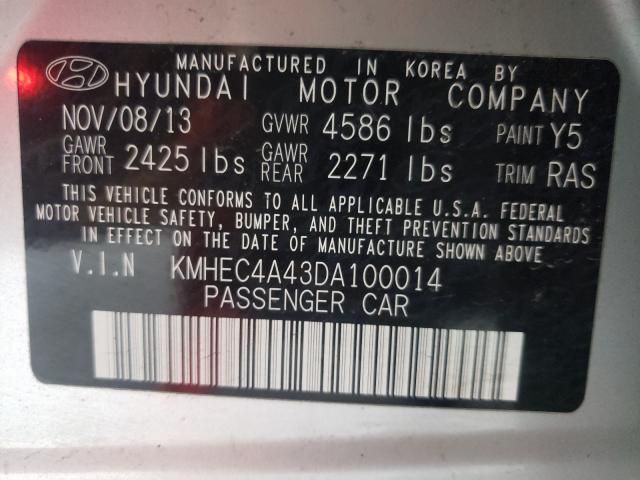 MANUFACTURED IN KOREA BY
HYUNDAI MOTOR COMPANY
NOV/08/13 GVWR 4586 lbs PAINT Y5
GAWR FRONT 2425 lbs GAWR REAR 2271 lbs TRIM RAS
THIS VEHICLE CONFORMS TO ALL APPLICABLE U.S.A. FEDERAL
MOTOR VEHICLE SAFETY, BUMPER, AND THEFT PREVENTION STANDARDS
IN EFFECT ON THE DATE OF MANUFACTURE SHOWN ABOVE
V.I.N KMHEC4A43DA100014
PASSENGER CAR